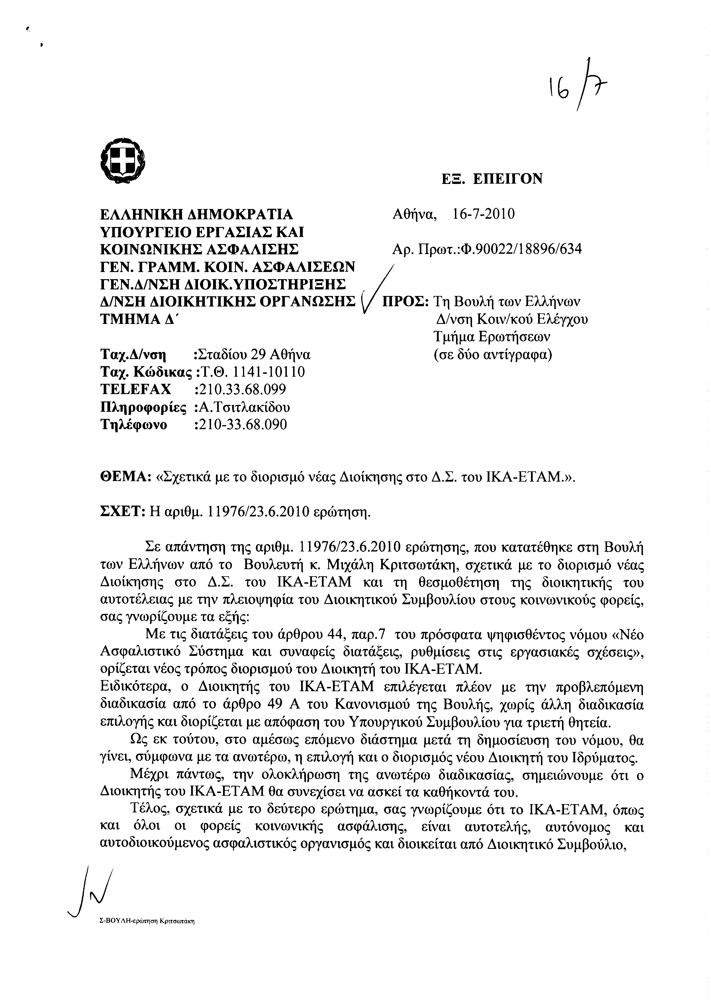 16/7
ΕΞ. ΕΠΕΙΓΟΝ
ΕΛΛΗΝΙΚΗ ΔΗΜΟΚΡΑΤΙΑ
ΥΠΟΥΡΓΕΙΟ ΕΡΓΑΣΙΑΣ ΚΑΙ
ΚΟΙΝΩΝΙΚΗΣ ΑΣΦΑΛΙΣΗΣ
ΓΕΝ. ΓΡΑΜΜ. ΚΟΙΝ. ΑΣΦΑΛΙΣΕΩΝ
ΓΕΝ.Δ/ΝΣΗ ΔΙΟΙΚ.ΥΠΟΣΤΗΡΙΞΗΣ
Δ/ΝΣΗ ΔΙΟΙΚΗΤΙΚΗΣ ΟΡΓΑΝΩΣΗΣ
ΤΜΗΜΑ Δ΄
Ταχ.Δ/νση :Σταδίου 29 Αθήνα
Ταχ. Κώδικας :Τ.Θ. 1141-10110
TELEFAX :210.33.68.099
Πληροφορίες :Α.Τσιτλακίδου
Τηλέφωνο :210-33.68.090
Αθήνα, 16-7-2010
Αρ. Πρωτ.:Φ.90022/18896/634
ΠΡΟΣ: Τη Βουλή των Ελλήνων
Δ/νση Κοιν/κού Ελέγχου
Τμήμα Ερωτήσεων
(σε δύο αντίγραφα)
ΘΕΜΑ: «Σχετικά με το διορισμό νέας Διοίκησης στο Δ.Σ. του ΙΚΑ-ΕΤΑΜ.».
ΣΧΕΤ: Η αριθμ. 11976/23.6.2010 ερώτηση.
Σε απάντηση της αριθμ. 11976/23.6.2010 ερώτησης, που κατατέθηκε στη Βουλή
των Ελλήνων από το Βουλευτή κ. Μιχάλη Κριτσωτάκη, σχετικά με το διορισμό νέας
Διοίκησης στο Δ.Σ. του ΙΚΑ-ΕΤΑΜ και τη θεσμοθέτηση της διοικητικής του
αυτοτέλειας με την πλειοψηφία του Διοικητικού Συμβουλίου στους κοινωνικούς φορείς,
σας γνωρίζουμε τα εξής:
Με τις διατάξεις του άρθρου 44, παρ.7 του πρόσφατα ψηφισθέντος νόμου «Νέο
Ασφαλιστικό Σύστημα και συναφείς διατάξεις, ρυθμίσεις στις εργασιακές σχέσεις»,
ορίζεται νέος τρόπος διορισμού του Διοικητή του ΙΚΑ-ΕΤΑΜ.
Ειδικότερα, ο Διοικητής του ΙΚΑ-ΕΤΑΜ επιλέγεται πλέον με την προβλεπόμενη
διαδικασία από το άρθρο 49 Α του Κανονισμού της Βουλής, χωρίς άλλη διαδικασία
επιλογής και διορίζεται με απόφαση του Υπουργικού Συμβουλίου για τριετή θητεία.
Ως εκ τούτου, στο αμέσως επόμενο διάστημα μετά τη δημοσίευση του νόμου, θα
γίνει, σύμφωνα με τα ανωτέρω, η επιλογή και ο διορισμός νέου Διοικητή του Ιδρύματος.
Μέχρι πάντως, την ολοκλήρωση της ανωτέρω διαδικασίας, σημειώνουμε ότι ο
Διοικητής του ΙΚΑ-ΕΤΑΜ θα συνεχίσει να ασκεί τα καθήκοντά του.
Τέλος, σχετικά με το δεύτερο ερώτημα, σας γνωρίζουμε ότι το ΙΚΑ-ΕΤΑΜ, όπως
και όλοι οι φορείς κοινωνικής ασφάλισης, είναι αυτοτελής, αυτόνομος και
αυτοδιοικούμενος ασφαλιστικός οργανισμός και διοικείται από Διοικητικό Συμβούλιο,
Σ-ΒΟΥΛΗ-ερώτηση Κριτσωτάκη